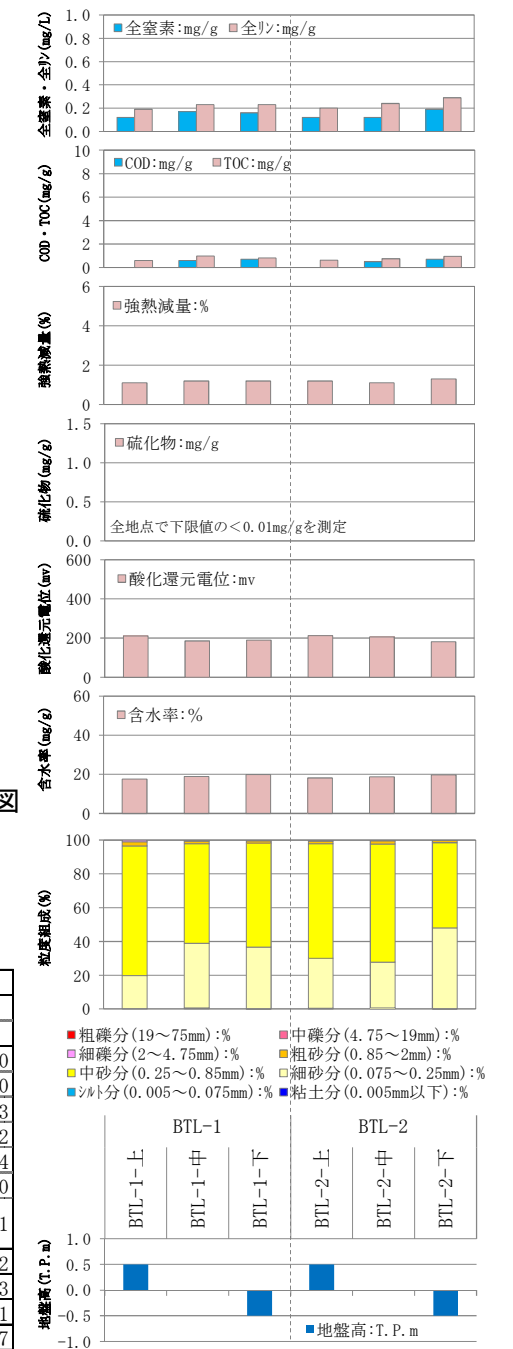 全窒素・全リン(mg/L)
1.0
0.8
0.6
0.4
0.2
0.0
■全窒素:mg/g ■全リン:mg/g
COD・TOC(mg/g)
10
8
6
4
2
0
■COD:mg/g ■TOC:mg/g
強熱減量(%)
6
4
2
0
■強熱減量:%
硫化物(mg/g)
1.5
1.0
0.5
0.0
■硫化物:mg/g
全地点で下限値の<0.01mg/gを測定
酸化還元電位(mv)
600
400
200
0
■酸化還元電位:mv
含水率(mg/g)
60
40
20
0
■含水率:%
図
粒度組成(%)
100
80
60
40
20
0
■粗礫分(19～75mm):% ■中礫分(4.75～19mm):%
■細礫分(2～4.75mm):% ■粗砂分(0.85～2mm):%
■中砂分(0.25～0.85mm):% ■細砂分(0.075～0.25mm):%
■シルト分(0.005～0.075mm):% ■粘土分(0.005mm以下):%
0
0
3
2
4
0
1
2
3
1
7
BTL-1 BTL-2
BTL-1-上 BTL-1-中 BTL-1-下 BTL-2-上 BTL-2-中 BTL-2-下
地盤高(T.P.m)
1.0
0.5
0.0
-0.5
-1.0
■地盤高:T.P.m